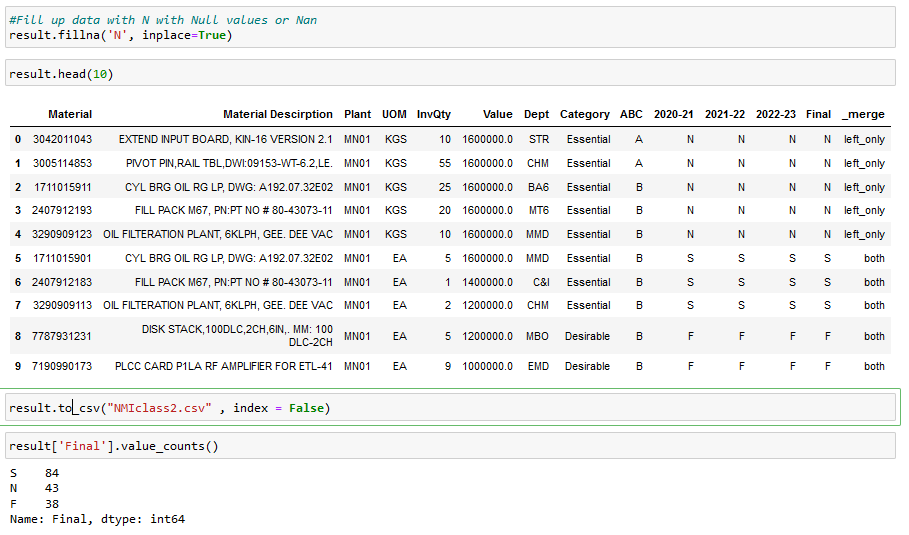 #Fill up data with N with Null values or Nan
result.fillna('N', inplace=True)
result.head(10)
Material Material Descirption Plant UOM InvQty Value Dept Category ABC 2020-21 2021-22 2022-23 Final _merge
0 3042011043 EXTEND INPUT BOARD, KIN-16 VERSION 2.1 MN01 KGS 10 1600000.0 STR Essential A N N N N left_only
1 3005114853 PIVOT PIN,RAIL TBL,DWI:09153-WT-6.2,LE. MN01 KGS 55 1600000.0 CHM Essential A N N N N left_only
2 1711015911 CYL BRG OIL RG LP, DWG: A192.07.32E02 MN01 KGS 25 1600000.0 BA6 Essential B N N N N left_only
3 2407912193 FILL PACK M67, PN:PT NO # 80-43073-11 MN01 KGS 20 1600000.0 MT6 Essential B N N N N left_only
4 3290909123 OIL FILTERATION PLANT, 6KLPH, GEE. DEE VAC MN01 KGS 10 1600000.0 MMD Essential B N N N N left_only
5 1711015901 CYL BRG OIL RG LP, DWG: A192.07.32E02 MN01 EA 5 1600000.0 MMD Essential B S S S S both
6 2407912183 FILL PACK M67, PN:PT NO # 80-43073-11 MN01 EA 1 1400000.0 C&I Essential B S S S S both
7 3290909113 OIL FILTERATION PLANT, 6KLPH, GEE. DEE VAC MN01 EA 2 1200000.0 CHM Essential B S S S S both
8 7787931231 DISK STACK,100DLC,2CH,6IN,. MM: 100
DLC-2CH MN01 EA 5 1200000.0 MBO Desirable B F F F F both
9 7190990173 PLCC CARD P1LA RF AMPLIFIER FOR ETL-41 MN01 EA 9 1000000.0 EMD Desirable B F F F F both
result.to_csv("NMIclass2.csv" , index = False)
result['Final'].value_counts()
S 84
N 43
F 38
Name: Final, dtype: int64